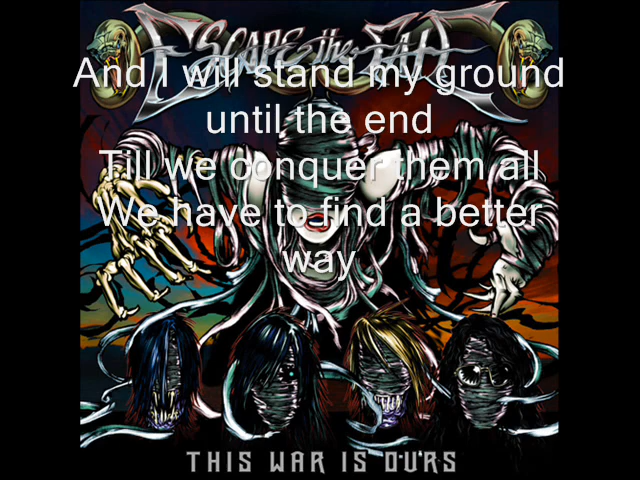 ESCAPE the FATE
And I will stand my ground
until the end
Till we conquer them all
We have to find a better
way
THIS WAR IS OURS